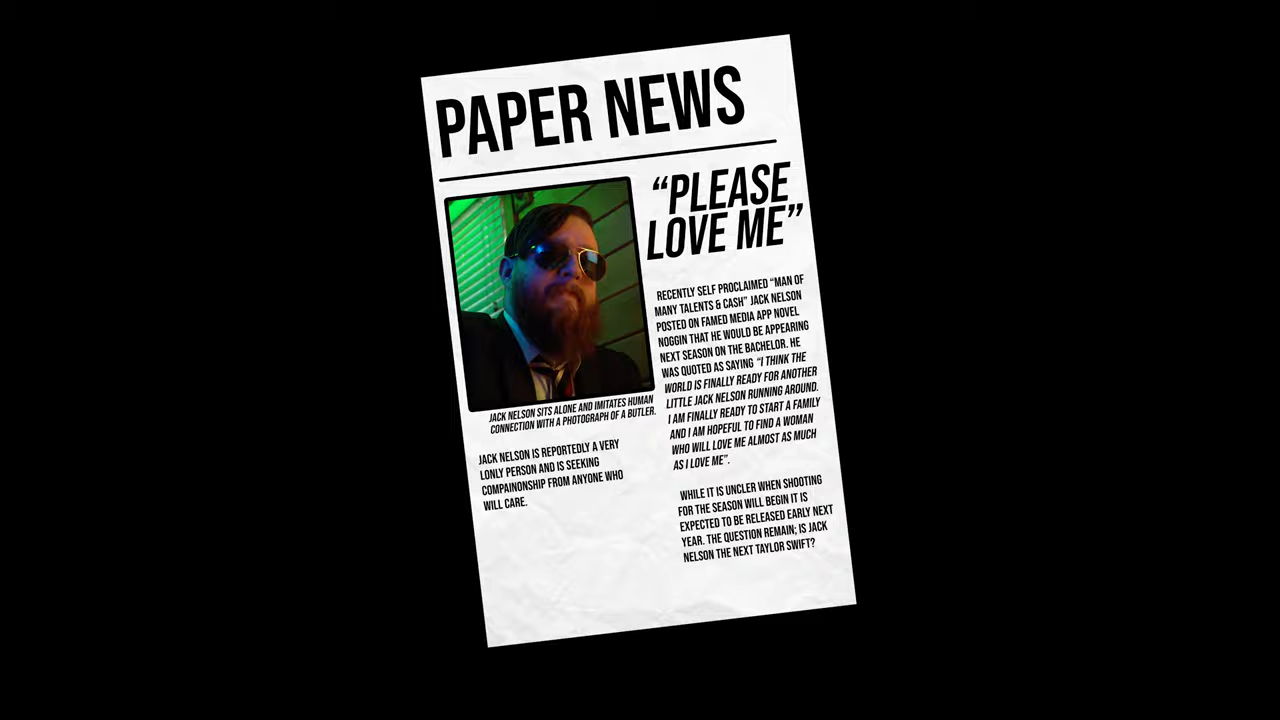 PAPER NEWS
“PLEASE
LOVE ME”
JACK NELSON SITS ALONE AND IMITATES HUMAN
CONNECTION WITH A PHOTOGRAPH OF A BUTLER.
JACK NELSON IS REPORTEDLY A VERY
LONLY PERSON AND IS SEEKING
COMPAINONSHIP FROM ANYONE WHO
WILL CARE.
RECENTLY SELF PROCLAIMED “MAN OF
MANY TALENTS & CASH” JACK NELSON
POSTED ON FAMED MEDIA APP NOVEL
NOGGIN THAT HE WOULD BE APPEARING
NEXT SEASON ON THE BACHELOR. HE
WAS QUOTED AS SAYING “I THINK THE
WORLD IS FINALLY READY FOR ANOTHER
LITTLE JACK NELSON RUNNING AROUND.
I AM FINALLY READY TO START A FAMILY
AND I AM HOPEFUL TO FIND A WOMAN
WHO WILL LOVE ME ALMOST AS MUCH
AS I LOVE ME”.
WHILE IT IS UNCLER WHEN SHOOTING
FOR THE SEASON WILL BEGIN IT IS
EXPECTED TO BE RELEASED EARLY NEXT
YEAR. THE QUESTION REMAIN; IS JACK
NELSON THE NEXT TAYLOR SWIFT?